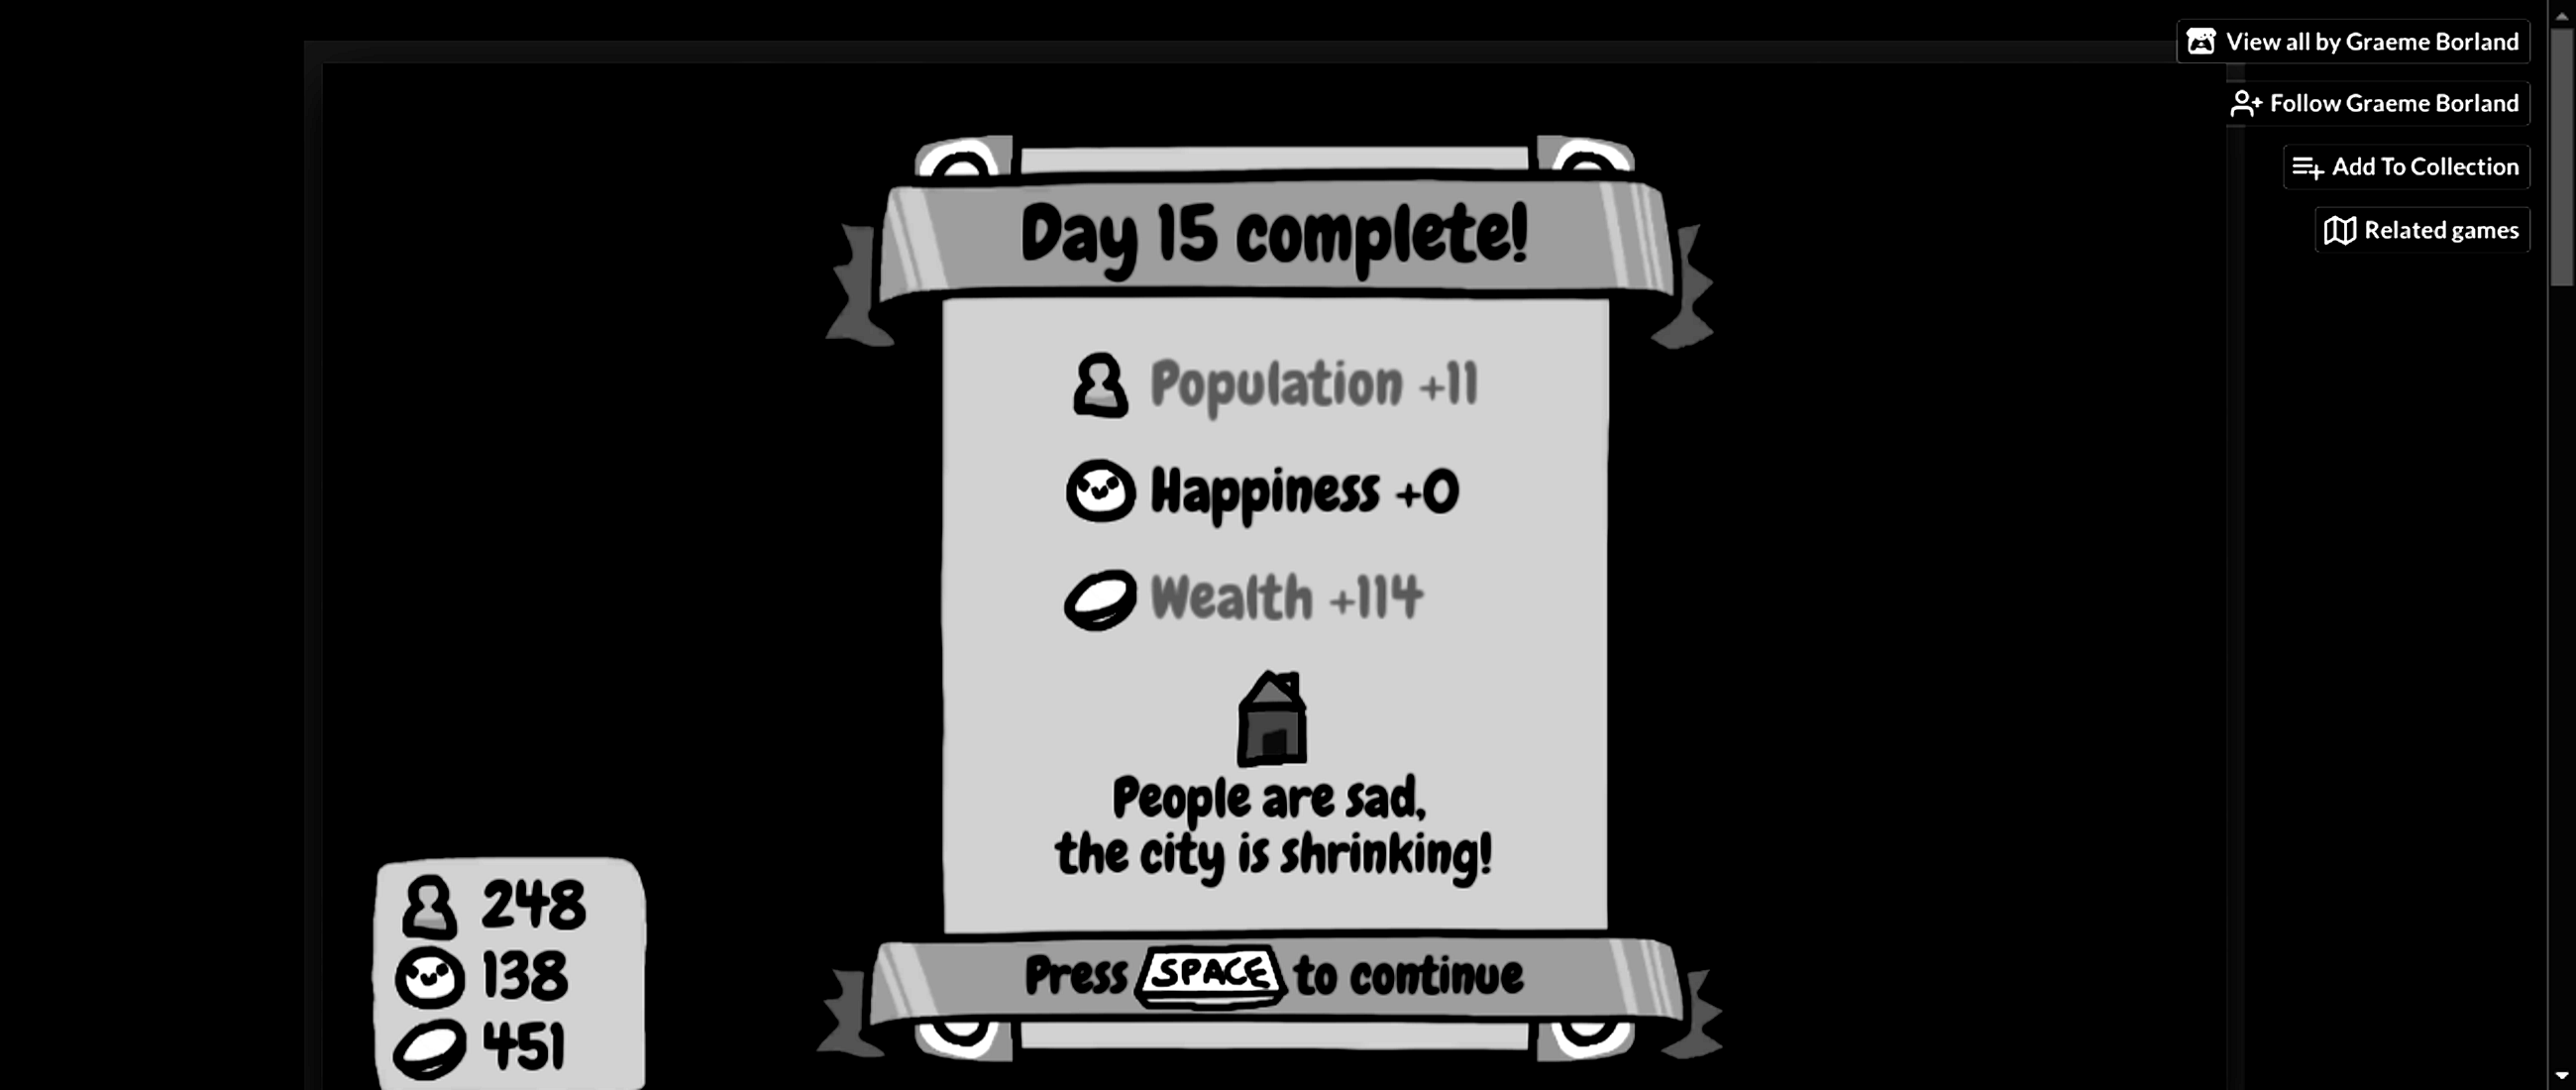 View all by Graeme Borland
Follow Graeme Borland
Add To Collection
Related games
Day 15 complete!
Population +11
Happiness +0
Wealth +114
People are sad,
the city is shrinking!
Press SPACE to continue
248
138
451